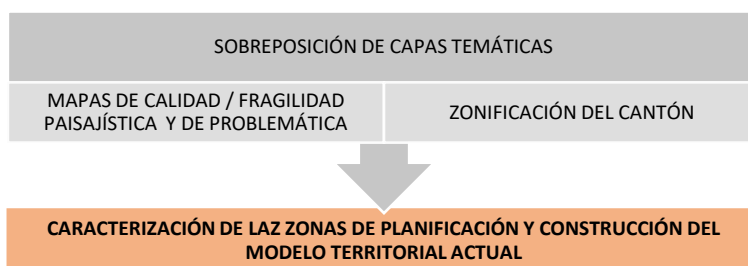 SOBREPOSICIÓN DE CAPAS TEMÁTICAS
MAPAS DE CALIDAD / FRAGILIDAD
PAISAJÍSTICA Y DE PROBLEMÁTICA
ZONIFICACIÓN DEL CANTÓN
CARACTERIZACIÓN DE LAZ ZONAS DE PLANIFICACIÓN Y CONSTRUCCIÓN DEL
MODELO TERRITORIAL ACTUAL